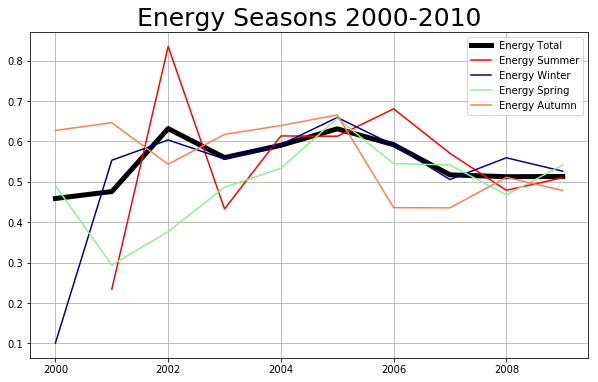 Energy Seasons 2000-2010
Energy Total
Energy Summer
Energy Winter
Energy Spring
Energy Autumn
0.8
0.7
0.6
0.5
0.4
0.3
0.2
0.1
2000 2002 2004 2006 2008